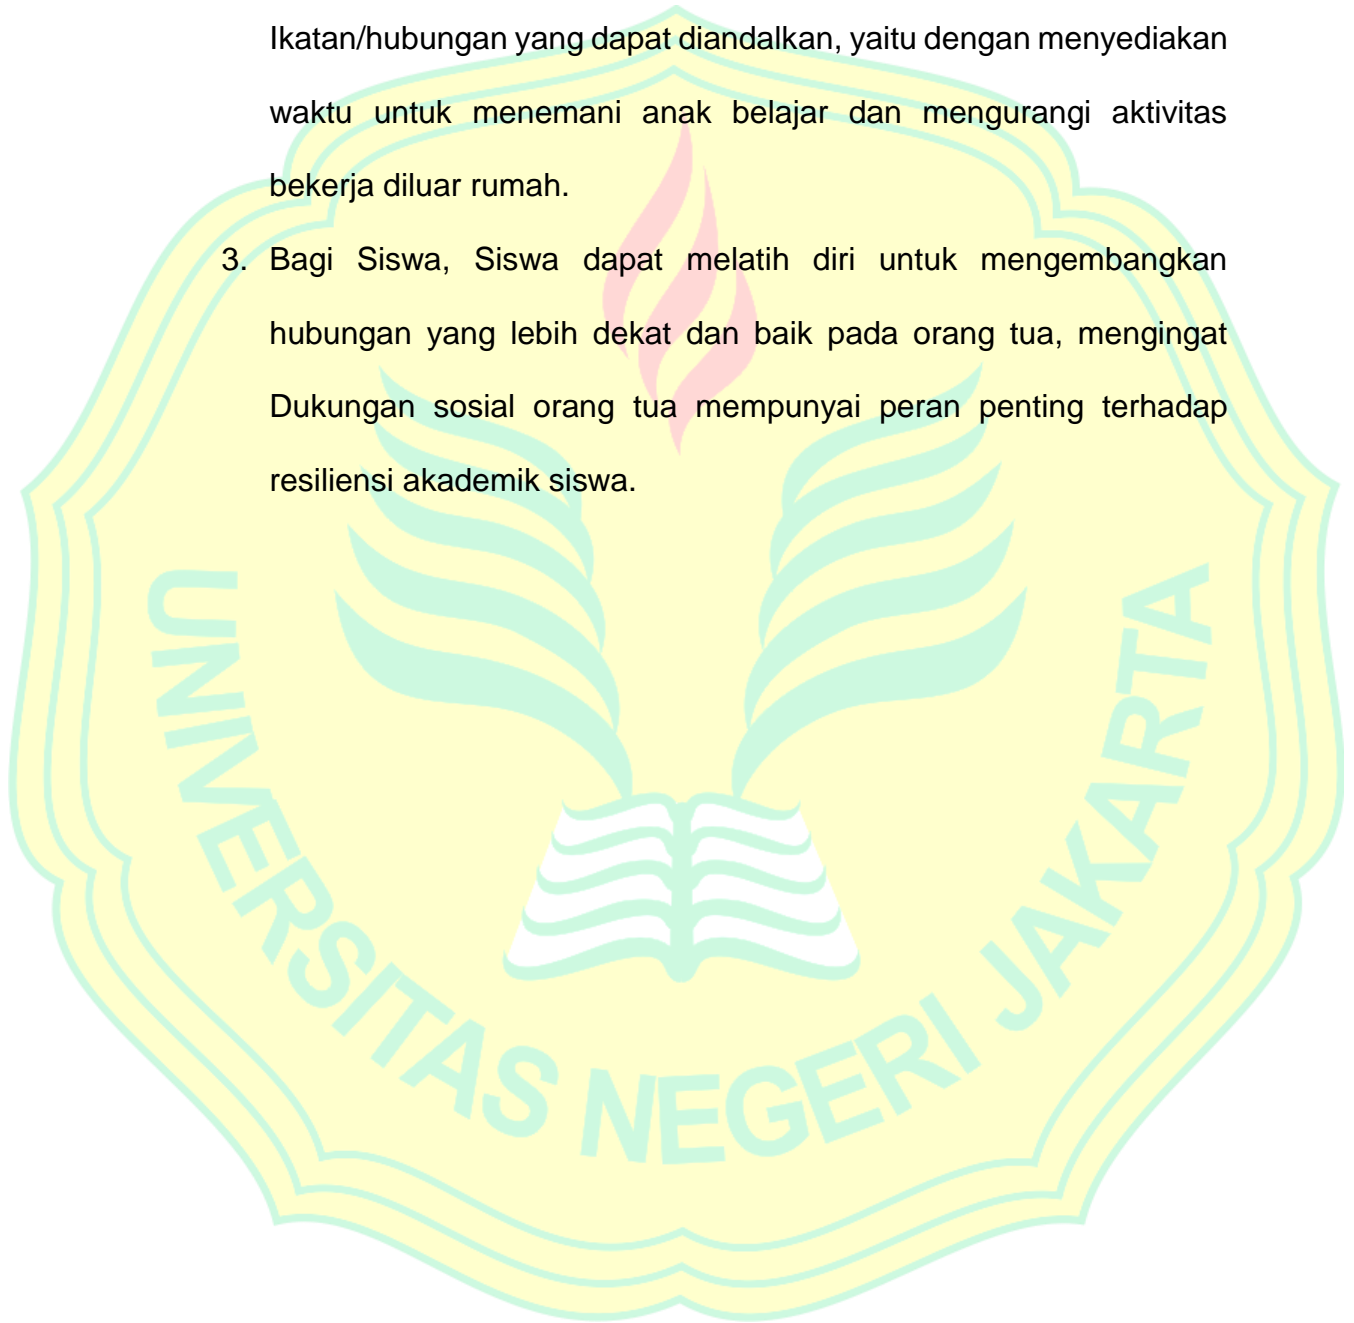 Ikatan/hubungan yang dapat diandalkan, yaitu dengan menyediakan
waktu untuk menemani anak belajar dan mengurangi aktivitas
bekerja diluar rumah.
3. Bagi Siswa, Siswa dapat melatih diri untuk mengembangkan
hubungan yang lebih dekat dan baik pada orang tua, mengingat
Dukungan sosial orang tua mempunyai peran penting terhadap
resiliensi akademik siswa.
UNIVERSITAS NEGERI JAKARTA